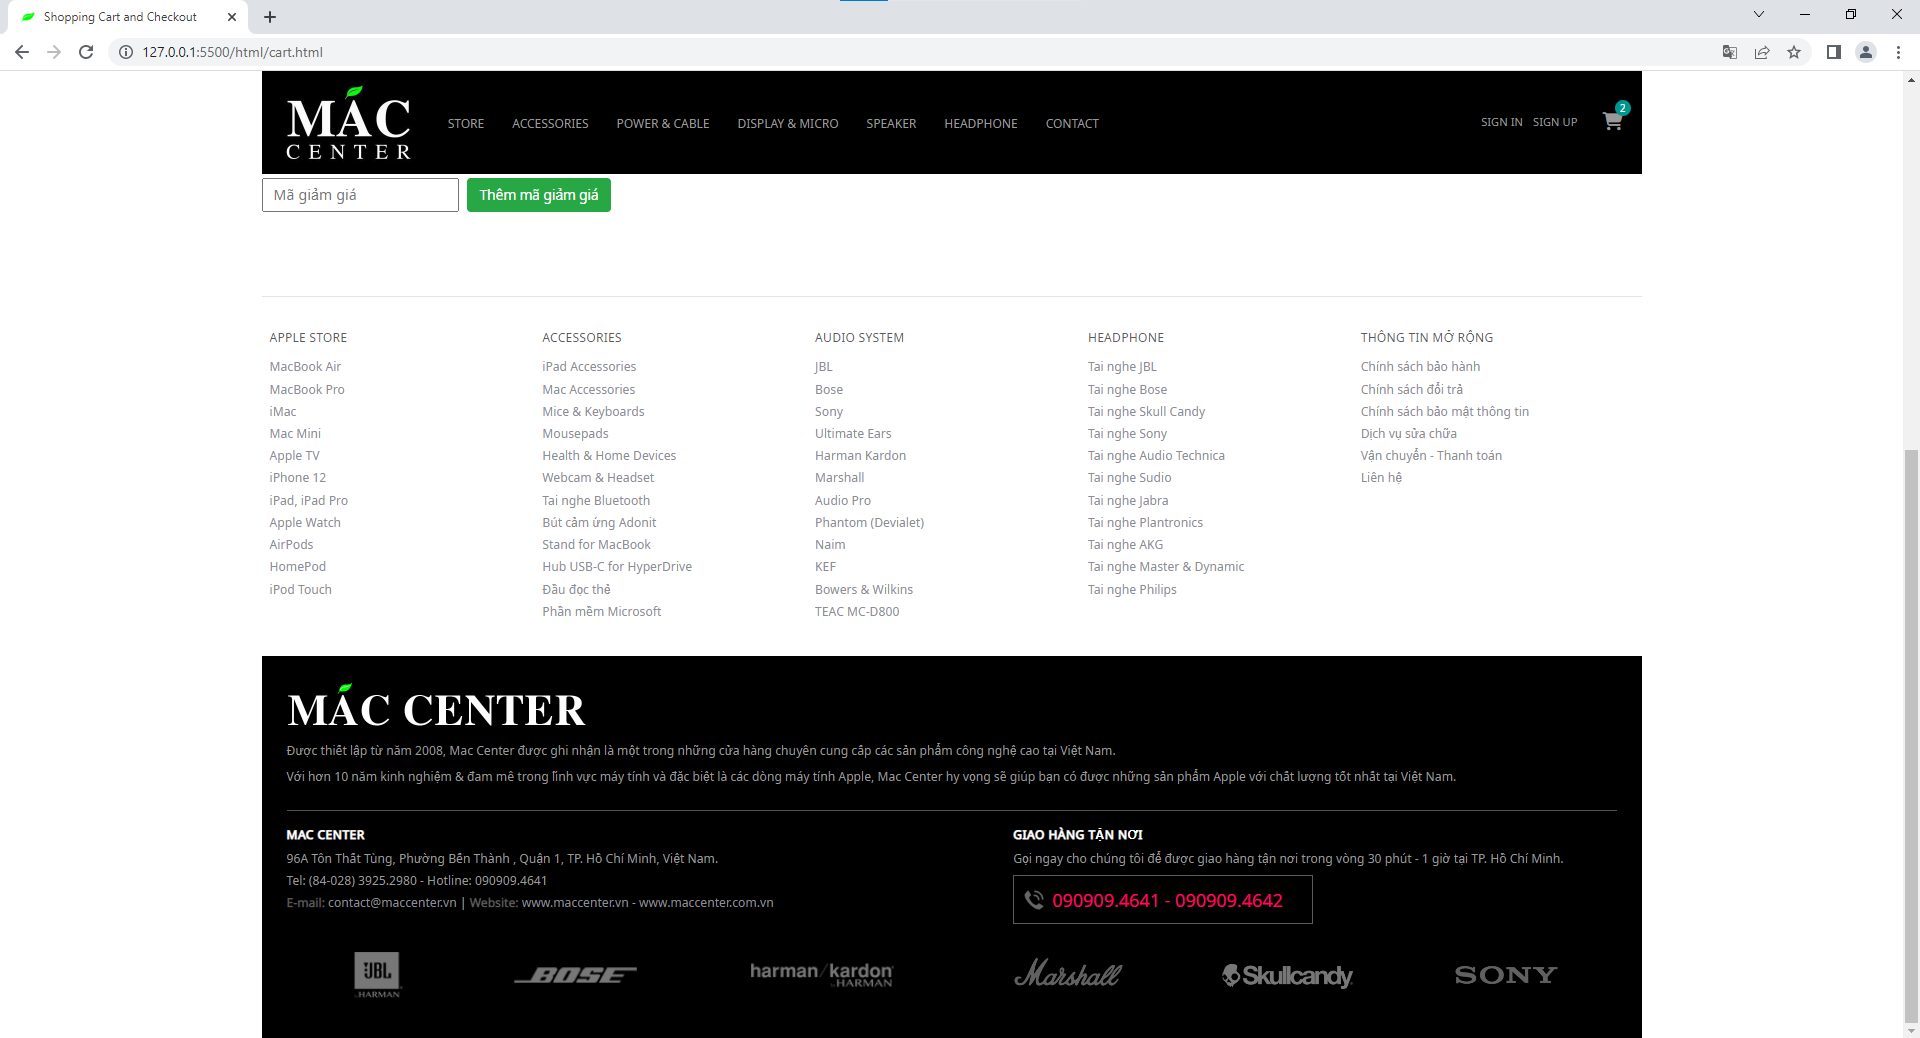 Shopping Cart and Checkout
127.0.0.1:5500/html/cart.html
MÁC
CENTER
STORE ACCESSORIES POWER & CABLE DISPLAY & MICRO SPEAKER HEADPHONE CONTACT
SIGN IN SIGN UP 2
Mã giảm giá Thêm mã giảm giá
APPLE STORE
MacBook Air
MacBook Pro
iMac
Mac Mini
Apple TV
iPhone 12
iPad, iPad Pro
Apple Watch
AirPods
HomePod
iPod Touch
ACCESSORIES
iPad Accessories
Mac Accessories
Mice & Keyboards
Mousepads
Health & Home Devices
Webcam & Headset
Tai nghe Bluetooth
Bút cảm ứng Adonit
Stand for MacBook
Hub USB-C for HyperDrive
Đầu đọc thẻ
Phần mềm Microsoft
AUDIO SYSTEM
JBL
Bose
Sony
Ultimate Ears
Harman Kardon
Marshall
Audio Pro
Phantom (Devialet)
Naim
KEF
Bowers & Wilkins
TEAC MC-D800
HEADPHONE
Tai nghe JBL
Tai nghe Bose
Tai nghe Skull Candy
Tai nghe Sony
Tai nghe Audio Technica
Tai nghe Sudio
Tai nghe Jabra
Tai nghe Plantronics
Tai nghe AKG
Tai nghe Master & Dynamic
Tai nghe Philips
THÔNG TIN MỞ RỘNG
Chính sách bảo hành
Chính sách đổi trả
Chính sách bảo mật thông tin
Dịch vụ sửa chữa
Vận chuyển - Thanh toán
Liên hệ
MÁC CENTER
Được thiết lập từ năm 2008, Mac Center được ghi nhận là một trong những cửa hàng chuyên cung cấp các sản phẩm công nghệ cao tại Việt Nam.
Với hơn 10 năm kinh nghiệm & đam mê trong lĩnh vực máy tính và đặc biệt là các dòng máy tính Apple, Mac Center hy vọng sẽ giúp bạn có được những sản phẩm Apple với chất lượng tốt nhất tại Việt Nam.
MAC CENTER
96A Tôn Thất Tùng, Phường Bến Thành , Quận 1, TP. Hồ Chí Minh, Việt Nam.
Tel: (84-028) 3925.2980 - Hotline: 090909.4641
E-mail: contact@maccenter.vn | Website: www.maccenter.vn - www.maccenter.com.vn
GIAO HÀNG TẬN NƠI
Gọi ngay cho chúng tôi để được giao hàng tận nơi trong vòng 30 phút - 1 giờ tại TP. Hồ Chí Minh.
090909.4641 - 090909.4642
JBL
by HARMAN
BOSE
harman/kardon
by HARMAN
Marshall
Skullcandy
SONY